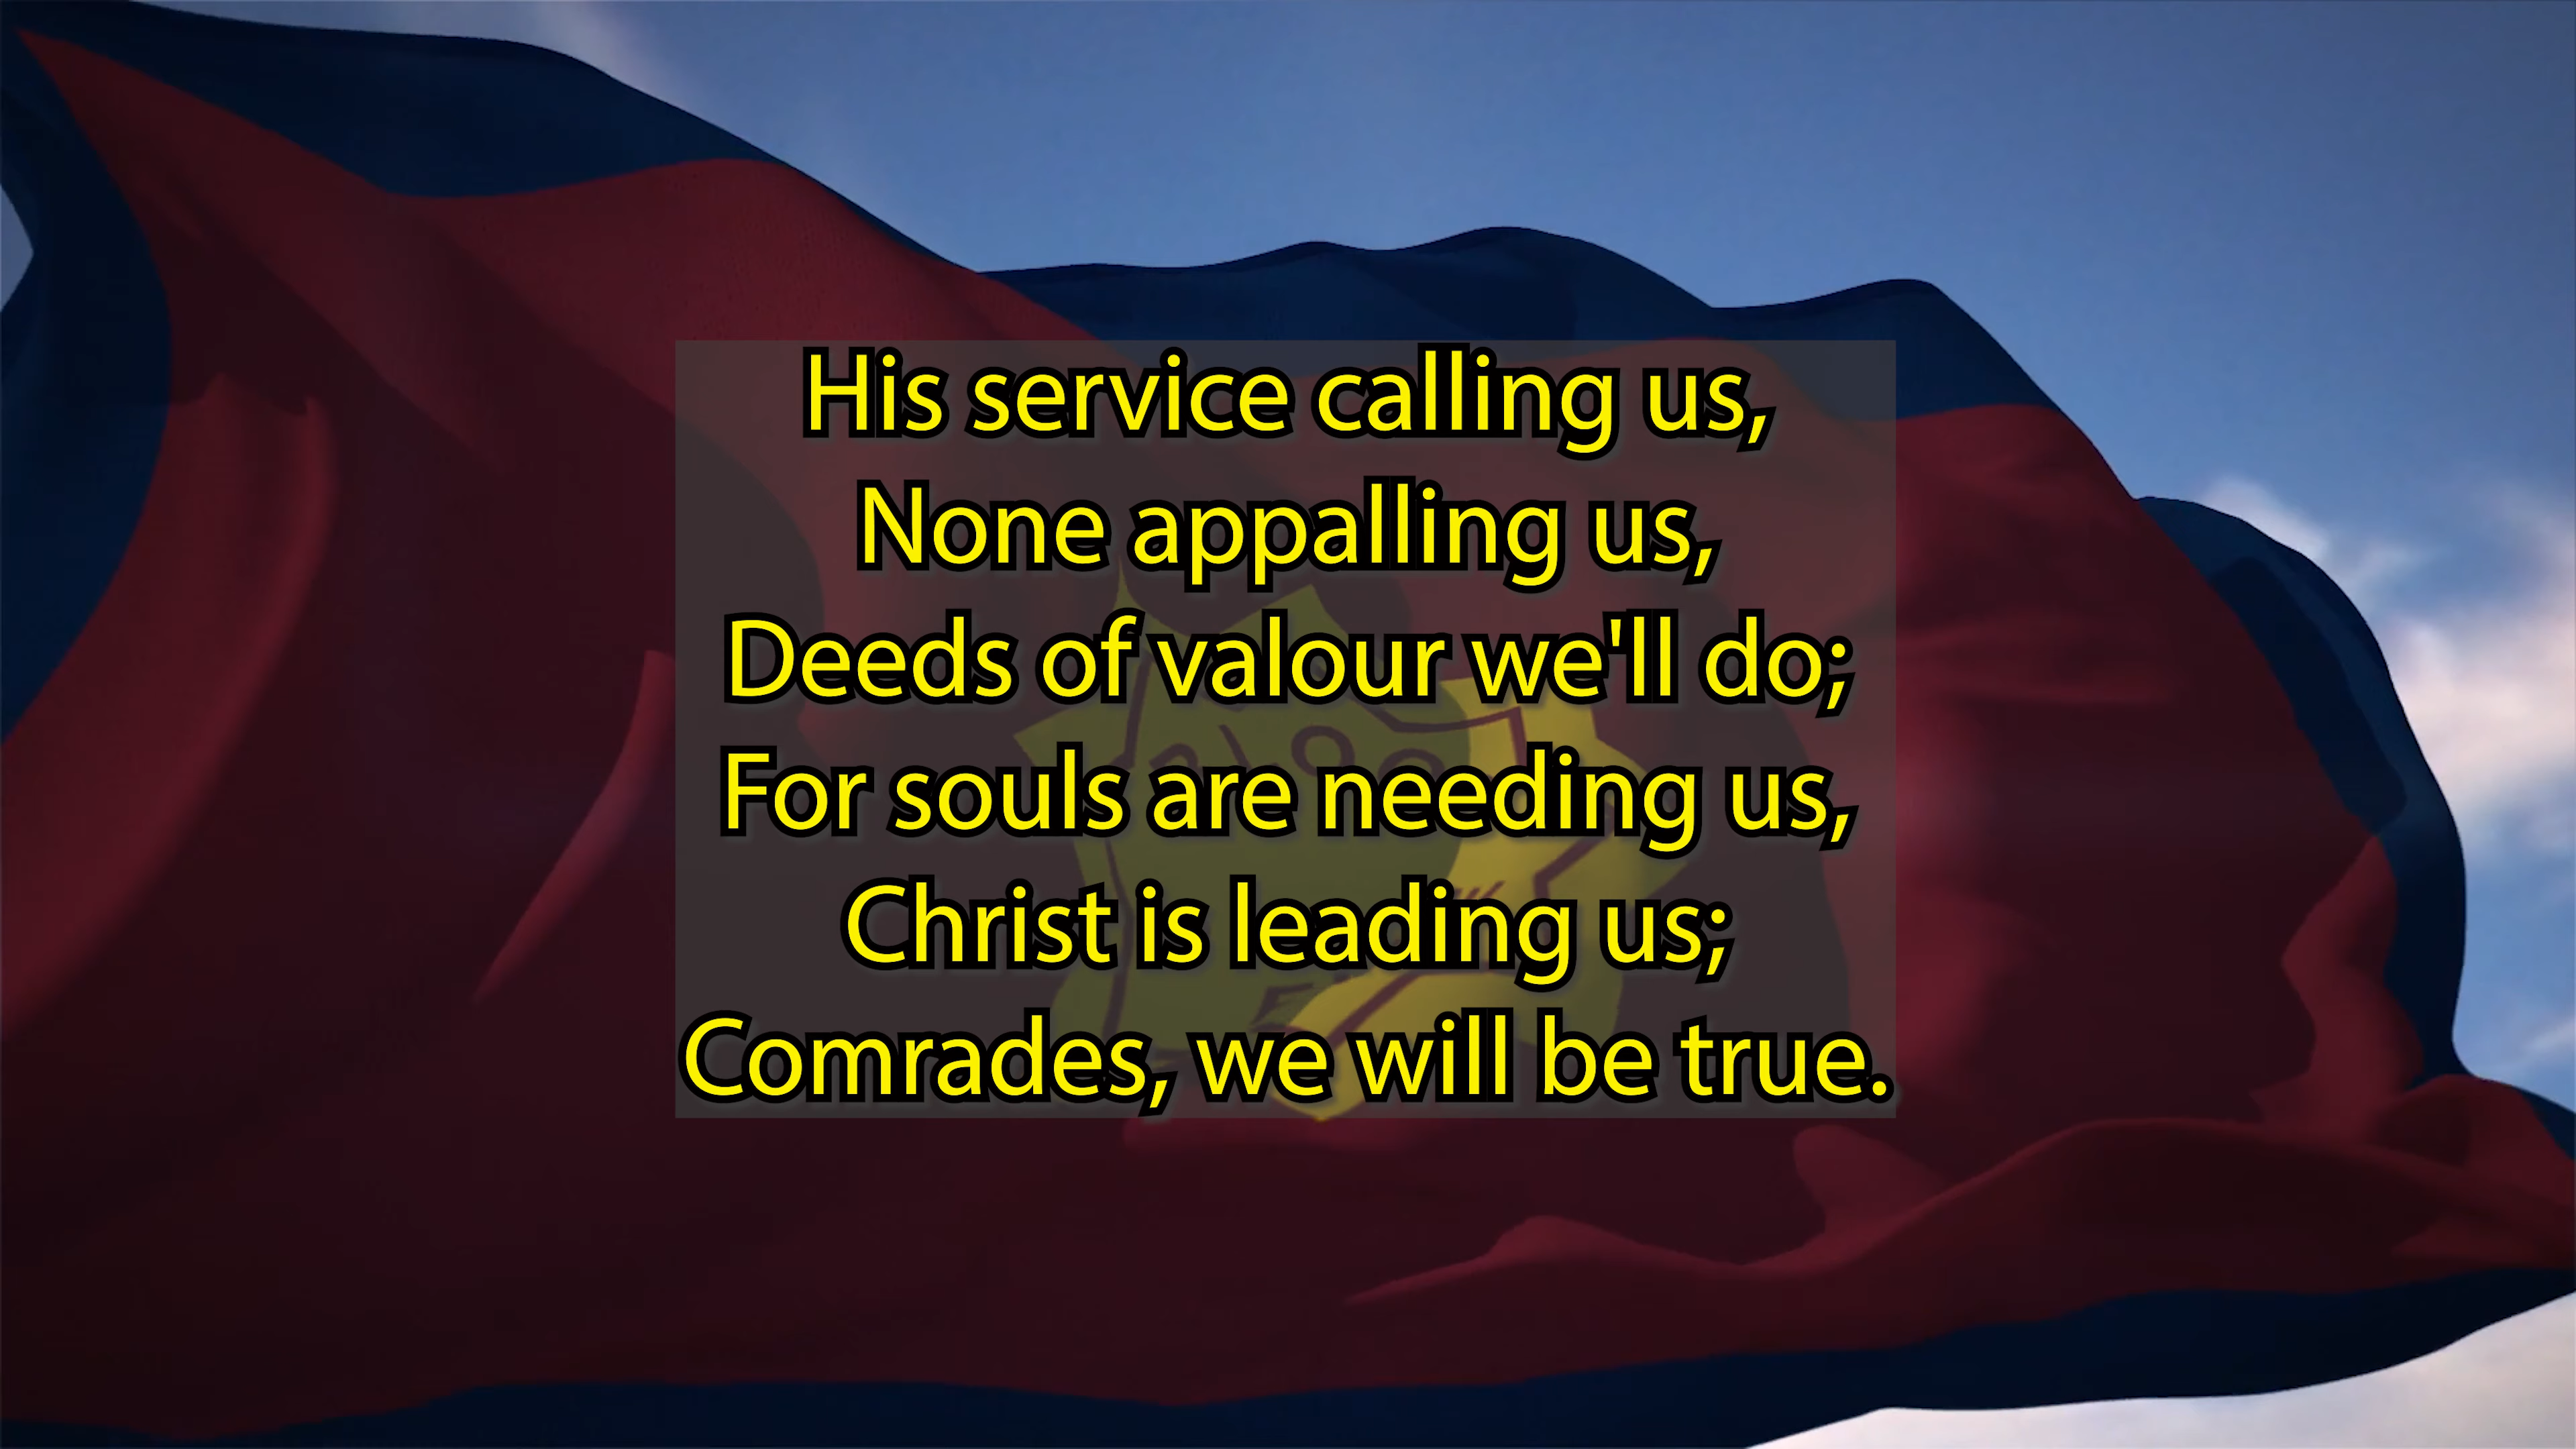 His service calling us,
None appalling us,
Deeds of valour we'll do;
For souls are needing us,
Christ is leading us;
Comrades, we will be true.